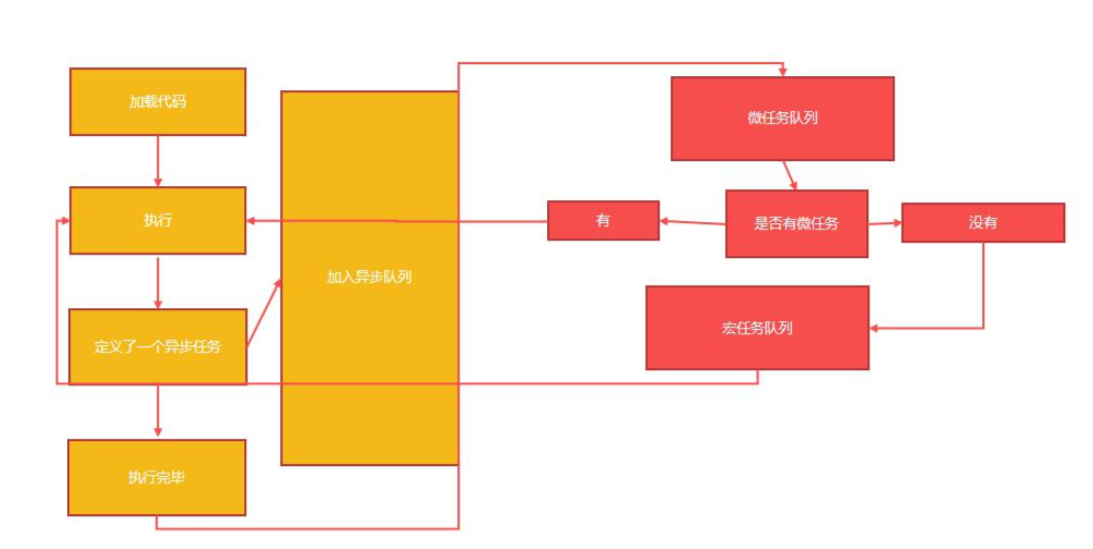 加载代码
执行
定义了一个异步任务
执行完毕
加入异步队列
微任务队列
是否有微任务
有
没有
宏任务队列